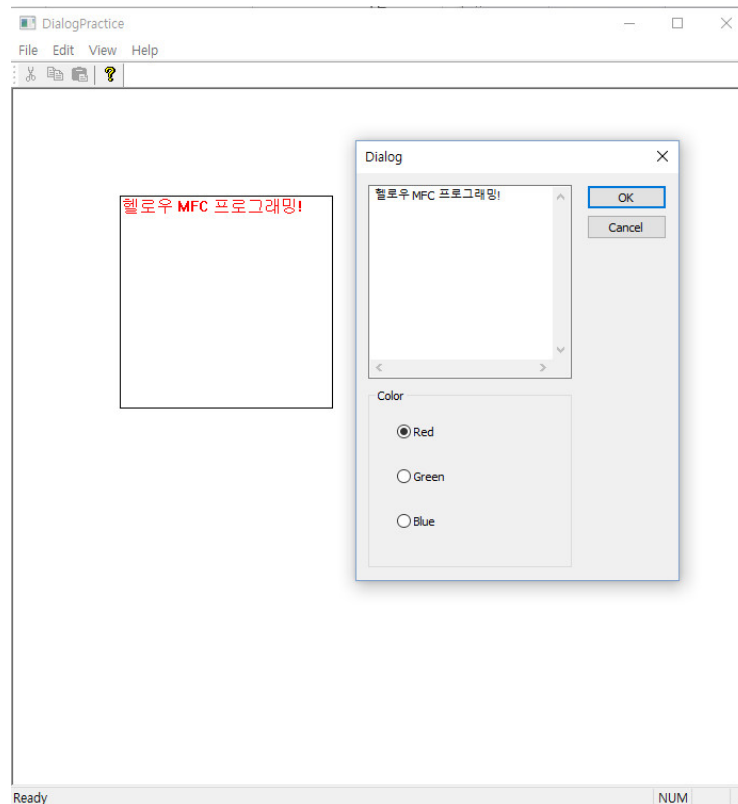 DialogPractice
File Edit View Help
헬로우 MFC 프로그래밍!
Dialog
헬로우 MFC 프로그래밍!
OK
Cancel
Color
Red
Green
Blue
Ready
NUM